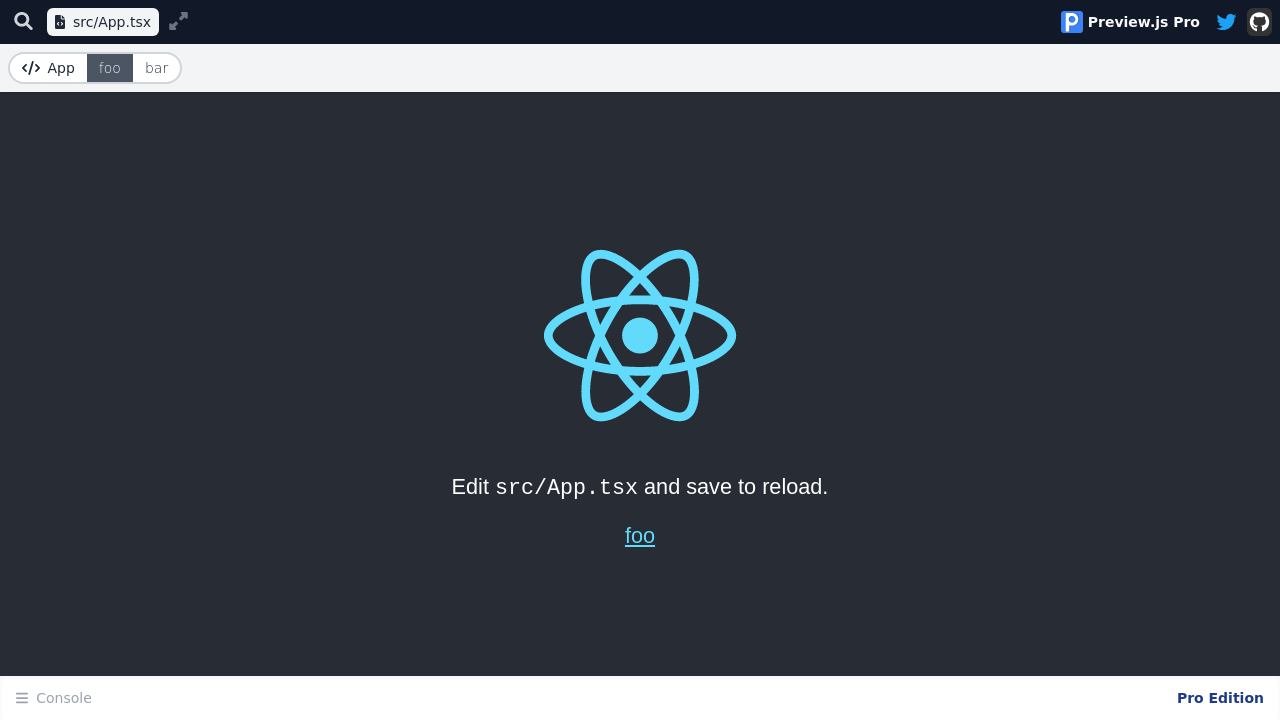 src/App.tsx
Preview.js Pro
App foo bar
Edit src/App.tsx and save to reload.
foo
Console
Pro Edition